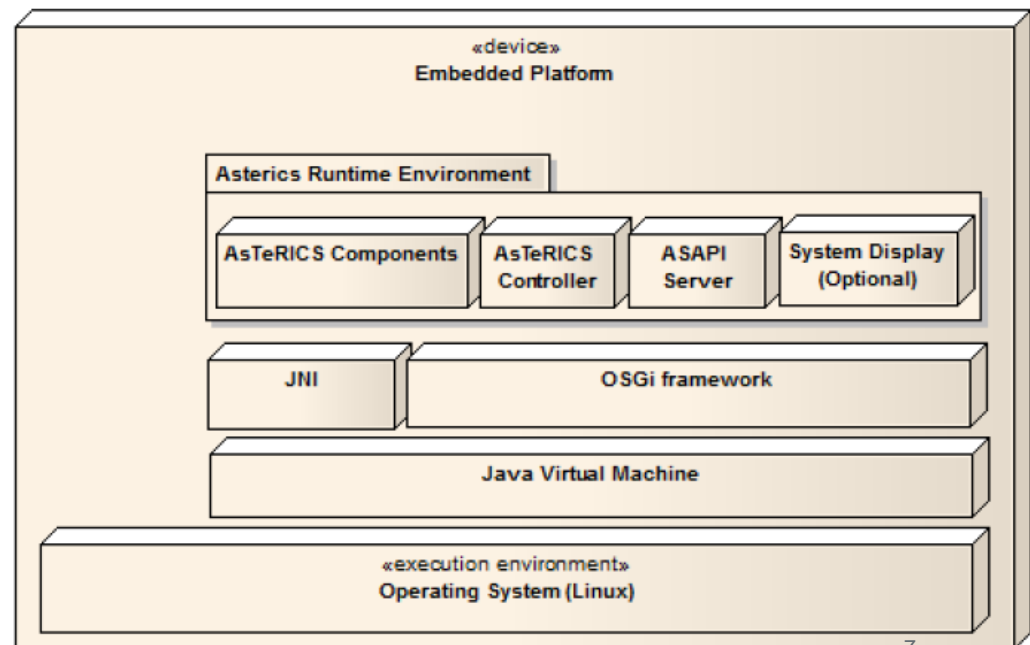 «device»
Embedded Platform
Asterics Runtime Environment
AsTeRICS Components
AsTeRICS
Controller
ASAPI
Server
System Display
(Optional)
JNI
OSGi framework
Java Virtual Machine
«execution environment»
Operating System (Linux)